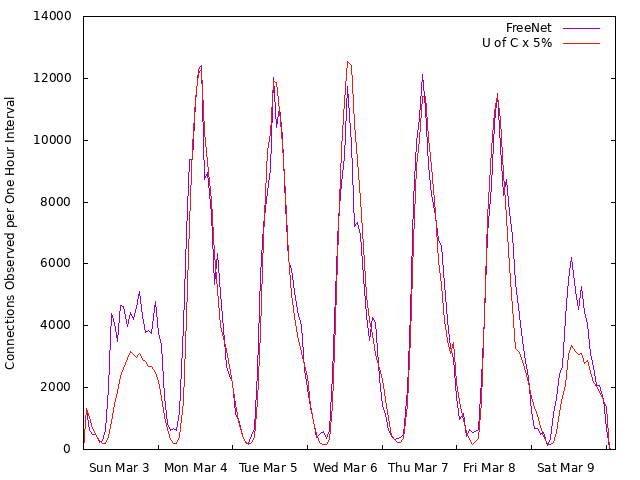 FreeNet
U of C x 5%
14000
12000
10000
8000
6000
4000
2000
0
Connections Observed per One Hour Interval
Sun Mar 3 Mon Mar 4 Tue Mar 5 Wed Mar 6 Thu Mar 7 Fri Mar 8 Sat Mar 9